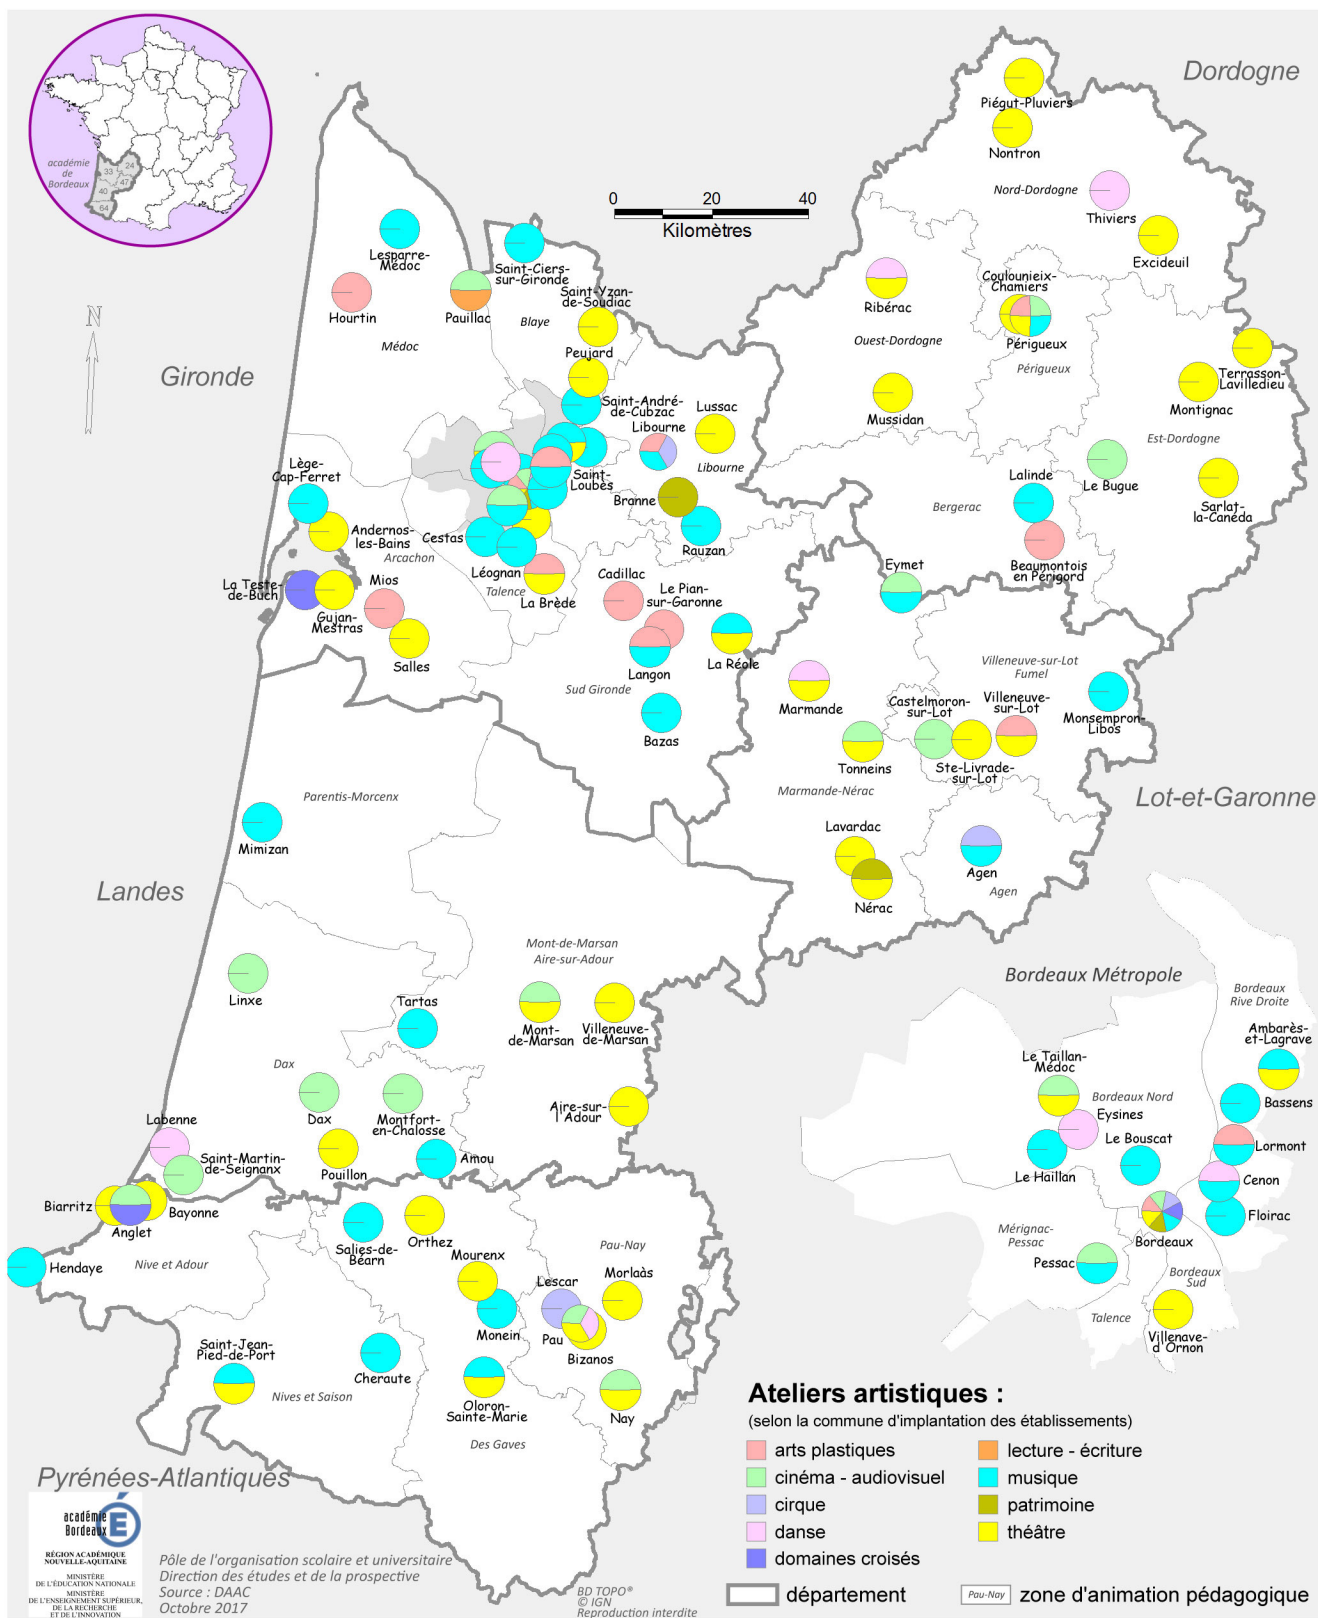 Dordogne
Piégut-Pluviers
Nontron
académie
de
Bordeaux
33
24
47
40
64
Nord-Dordogne
Thiviers
0
20
40
Kilomètres
Lesparre-
Médoc
Saint-Ciers-
sur-Gironde
Excideuil
Hourtin
Pauillac
Saint-Yzan-
de-Soudiac
Blaye
Ribérac
Coulounieix-
Chamiers
N
Médoc
Peujard
Ouest-Dordogne
Périgueux
Périgueux
Gironde
Terrasson-
Lavilledieu
Montignac
Mussidan
Saint-André-
de-Cubzac
Libourne
Lussac
Est-Dordogne
Lège-
Cap-Ferret
Saint-
Loubès
Libourne
Branne
Lalinde
Le Bugue
Bergerac
Sarlat-
la-Canéda
Andernos-
les-Bains
Cestas
Rauzan
Arcachon
Léognan
Talence
Beaumontois
en Périgord
Eymet
La Teste-
de-Buch
Mios
La Brède
Cadillac
Le Pian-
sur-Garonne
Gujan-
Mestras
Salles
Langon
La Réole
Villeneuve-sur-Lot
Fumel
Sud Gironde
Marmande
Castelmoron-
sur-Lot
Villeneuve-
sur-Lot
Monsempron-
Libos
Bazas
Tonneins
Ste-Livrade-
sur-Lot
Parentis-Morcenx
Marmande-Nérac
Lot-et-Garonne
Mimizan
Lavardac
Agen
Agen
Landes
Nérac
Mont-de-Marsan
Aire-sur-Adour
Bordeaux Métropole
Linxe
Bordeaux
Rive Droite
Tartas
Mont-
de-Marsan
Villeneuve-
de-Marsan
Ambarès-
et-Lagrave
Le Taillan-
Médoc
Dax
Bordeaux Nord
Bassens
Dax
Montfort-
en-Chalosse
Aire-sur-
l'Adour
Eysines
Labenne
Le Bouscat
Lormont
Saint-Martin-
de-Seignanx
Pouillon
Amou
Le Haillan
Cenon
Biarritz
Bayonne
Anglet
Floirac
Mérignac-
Pessac
Bordeaux
Salies-de-
Béarn
Orthez
Mourenx
Pau-Nay
Hendaye
Nive et Adour
Lescar
Morlaàs
Pessac
Bordeaux
Sud
Monein
Pau
Talence
Saint-Jean-
Pied-de-Port
Bizanos
Villenave-
d'Ornon
Cheraute
Nives et Saison
Oloron-
Sainte-Marie
Nay
Des Gaves
Ateliers artistiques :
(selon la commune d'implantation des établissements)
arts plastiques
lecture - écriture
cinéma - audiovisuel
musique
cirque
patrimoine
danse
théâtre
domaines croisés
département
Pau-Nay
zone d'animation pédagogique
Pyrénées-Atlantiques
académie
Bordeaux
É
RÉGION ACADÉMIQUE
NOUVELLE-AQUITAINE
MINISTÈRE
DE L'ÉDUCATION NATIONALE
MINISTÈRE
DE L'ENSEIGNEMENT SUPÉRIEUR,
DE LA RECHERCHE
ET DE L'INNOVATION
Pôle de l'organisation scolaire et universitaire
Direction des études et de la prospective
Source : DAAC
Octobre 2017
BD TOPO®
© IGN
Reproduction interdite